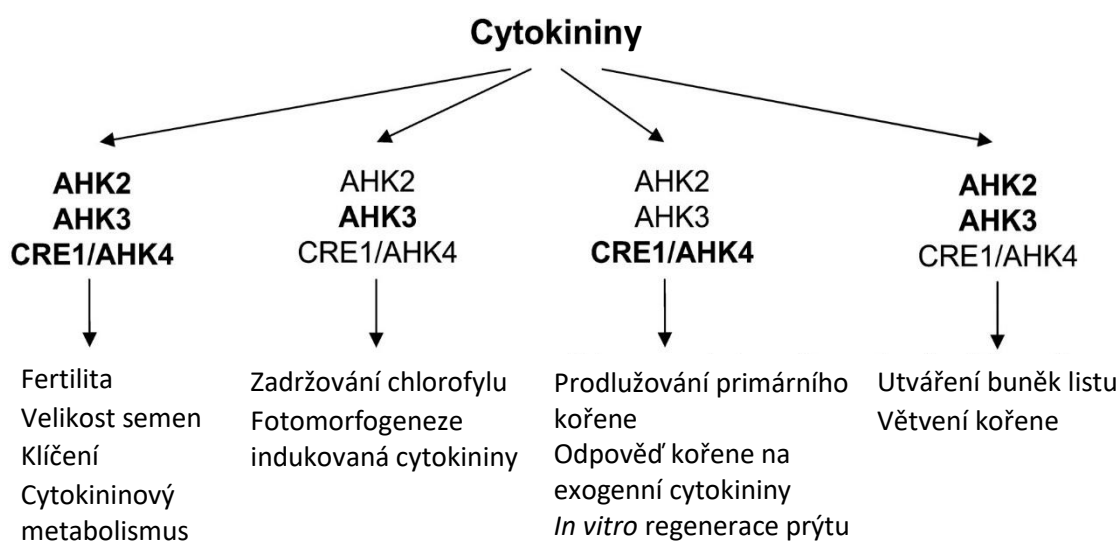 Cytokininy
AHK2
AHK3
CRE1/AHK4
Fertilita
Velikost semen
Klíčení
Cytokininový
metabolismus
AHK2
AHK3
CRE1/AHK4
Zadržování chlorofylu
Fotomorfogeneze
indukovaná cytokininy
AHK2
AHK3
CRE1/AHK4
Prodlužování primárního
kořene
Odpověď kořene na
exogenní cytokininy
In vitro regenerace prýtu
AHK2
AHK3
CRE1/AHK4
Utváření buněk listu
Větvení kořene